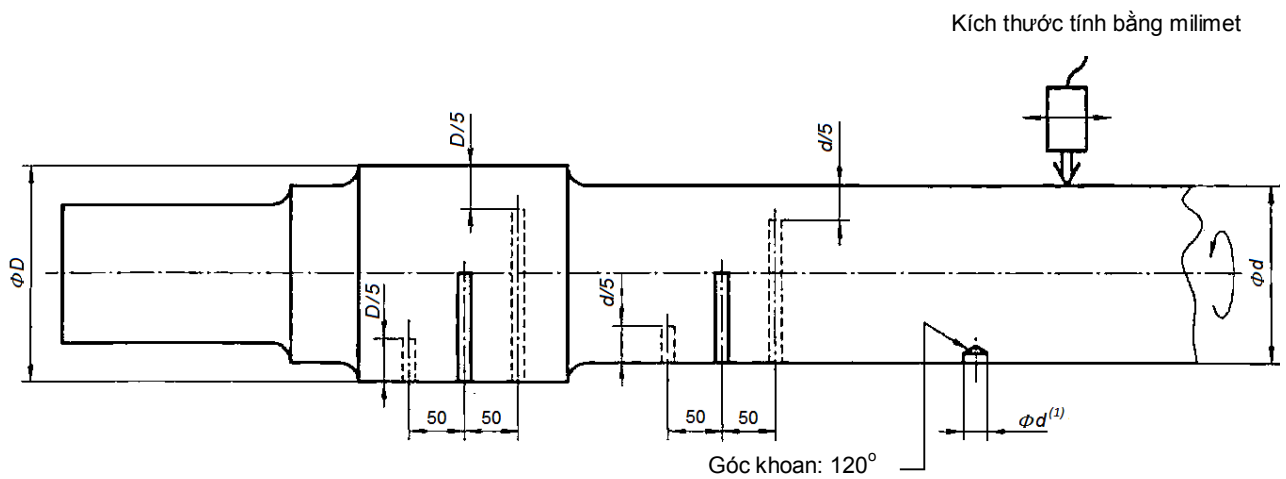 Kích thước tính bằng milimet
D/5
d/5
ΦD
D/5
d/5
Φd
50
50
50
50
Φd⁽¹⁾
Góc khoan: 120°